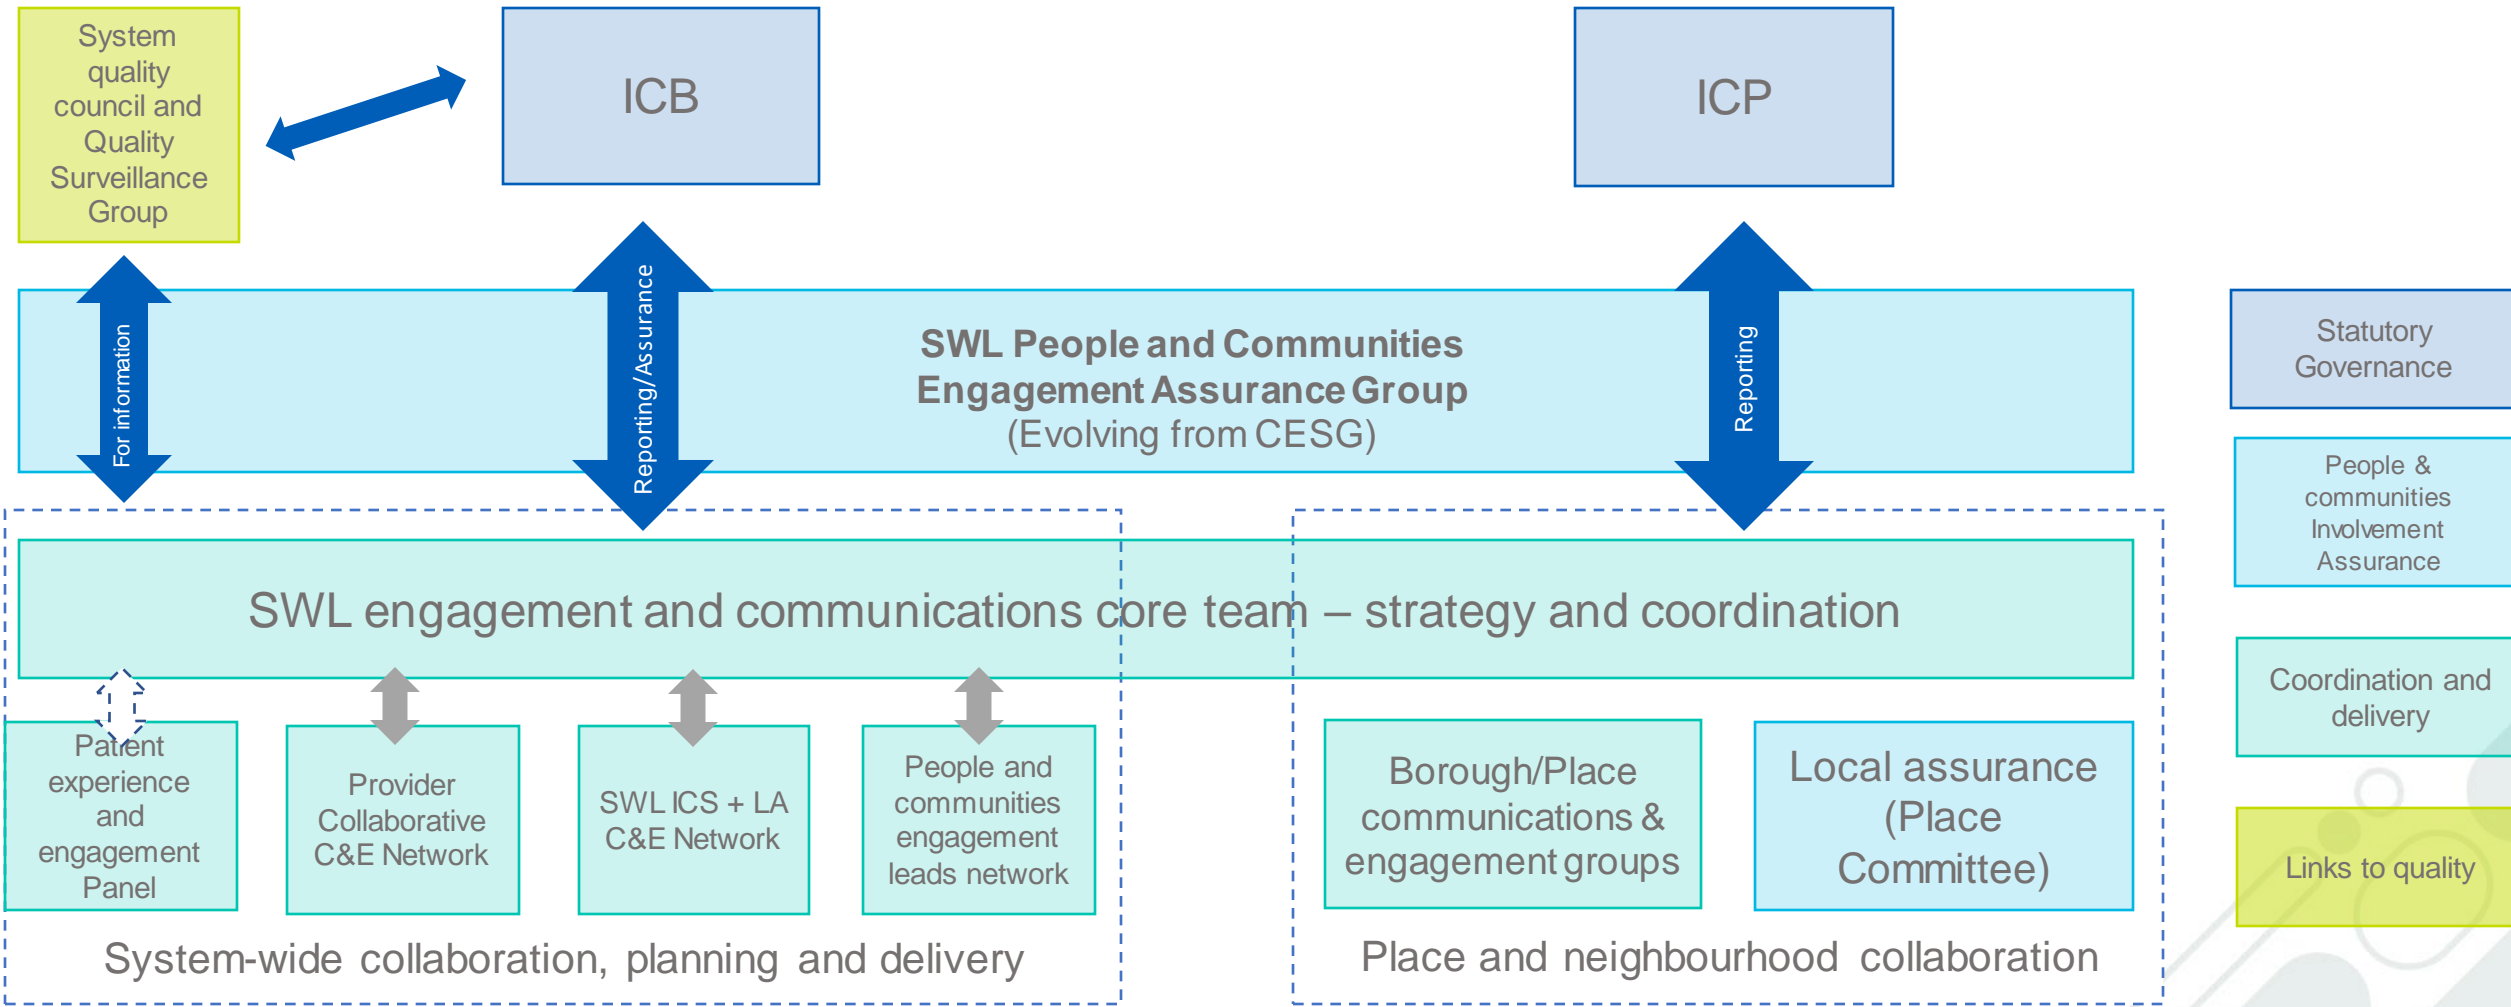 System
quality
council and
Quality
Surveillance
Group
ICB
ICP
For information
Reporting/Assurance
SWL People and Communities
Engagement Assurance Group
(Evolving from CESG)
Reporting
SWL engagement and communications core team – strategy and coordination
Patient
experience
and
engagement
Panel
Provider
Collaborative
C&E Network
SWL ICS + LA
C&E Network
People and
communities
engagement
leads network
Borough/Place
communications &
engagement groups
Local assurance
(Place
Committee)
System-wide collaboration, planning and delivery
Place and neighbourhood collaboration
Statutory
Governance
People &
communities
Involvement
Assurance
Coordination and
delivery
Links to quality